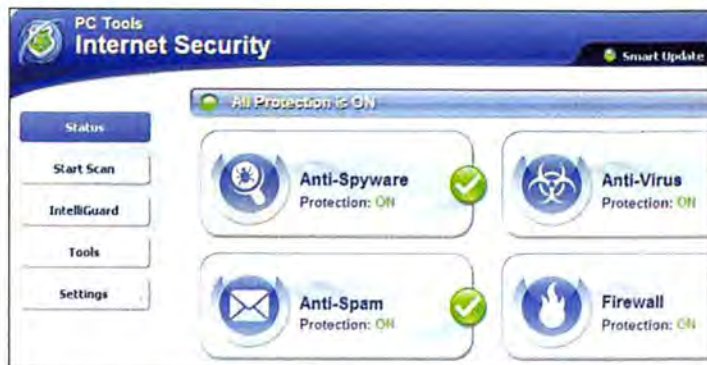 PC Tools
Internet Security
Smart Update
All Protection is ON
Status
Start Scan
IntelliGuard
Tools
Settings
Anti-Spyware
Protection: ON
Anti-Virus
Protection: ON
Anti-Spam
Protection: ON
Firewall
Protection: ON